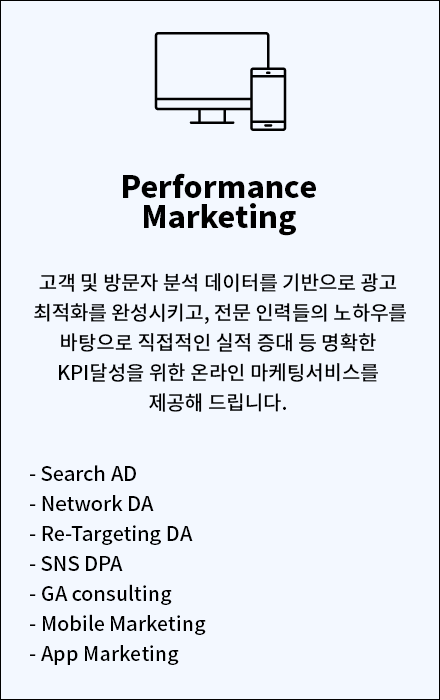 Performance
Marketing
고객 및 방문자 분석 데이터를 기반으로 광고
최적화를 완성시키고, 전문 인력들의 노하우를
바탕으로 직접적인 실적 증대 등 명확한
KPI달성을 위한 온라인 마케팅서비스를
제공해 드립니다.
- Search AD
- Network DA
- Re-Targeting DA
- SNS DPA
- GA consulting
- Mobile Marketing
- App Marketing